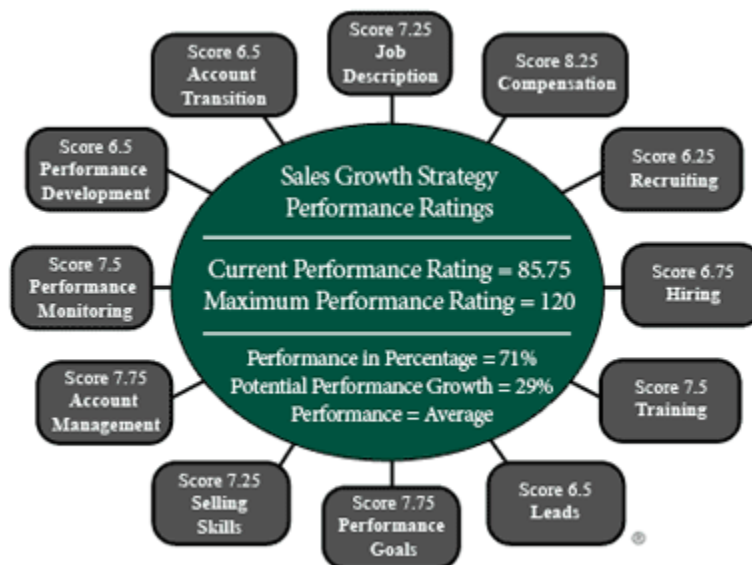 Score 7.25
Job
Description
Score 8.25
Compensation
Score 6.25
Recruiting
Score 6.75
Hiring
Score 7.5
Training
Score 6.5
Leads
Score 7.75
Performance
Goals
Score 7.25
Selling
Skills
Score 7.75
Account
Management
Score 7.5
Performance
Monitoring
Score 6.5
Performance
Development
Score 6.5
Account
Transition
Sales Growth Strategy
Performance Ratings
Current Performance Rating = 85.75
Maximum Performance Rating = 120
Performance in Percentage = 71%
Potential Performance Growth = 29%
Performance = Average
®